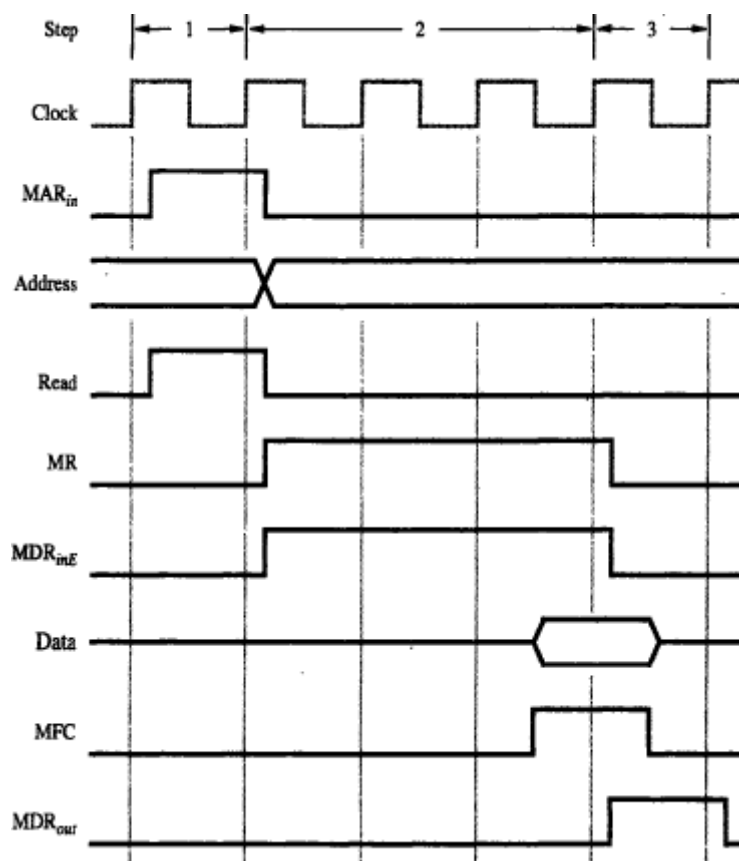 Step 1 2 3
Clock
MARin
Address
Read
MR
MDRinE
Data
MFC
MDRout